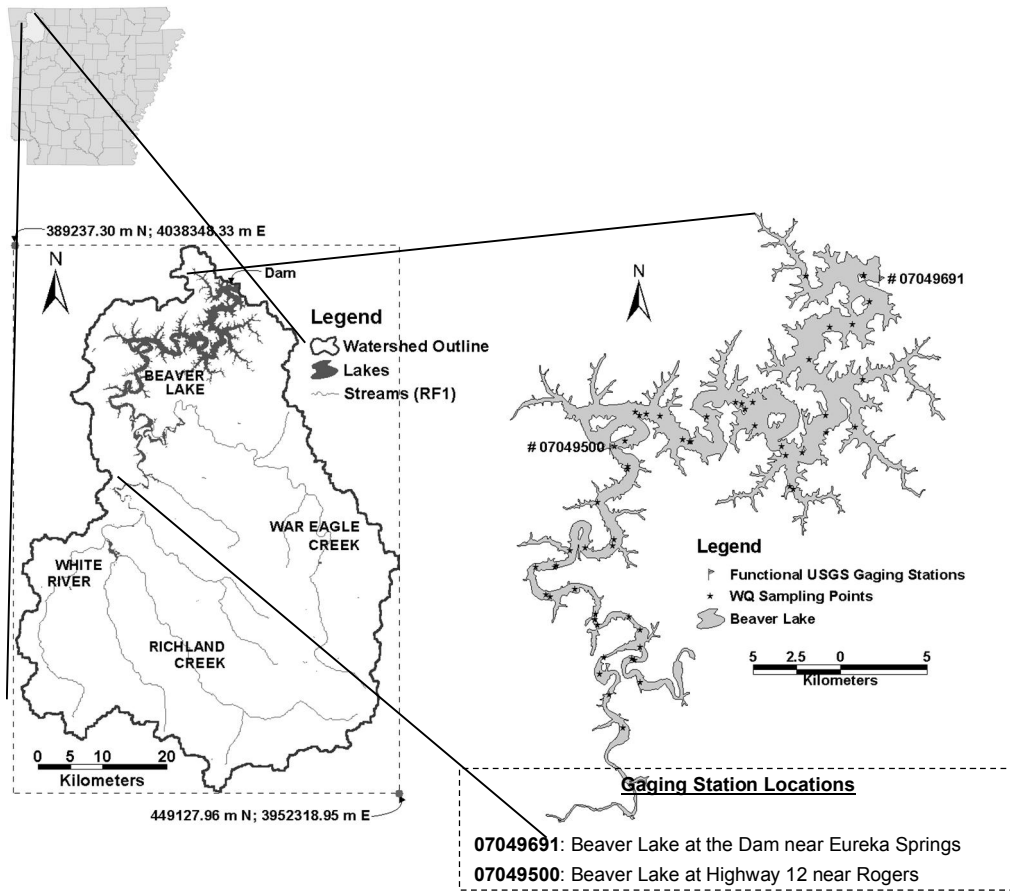 389237.30 m N; 4038348.33 m E
N
Dam
Legend
Watershed Outline
Lakes
Streams (RF1)
BEAVER
LAKE
WAR EAGLE
CREEK
WHITE
RIVER
RICHLAND
CREEK
0 5 10 20
Kilometers
449127.96 m N; 3952318.95 m E
N
# 07049691
# 07049500
Legend
Functional USGS Gaging Stations
WQ Sampling Points
Beaver Lake
5 2.5 0 5
Kilometers
Gaging Station Locations
07049691: Beaver Lake at the Dam near Eureka Springs
07049500: Beaver Lake at Highway 12 near Rogers